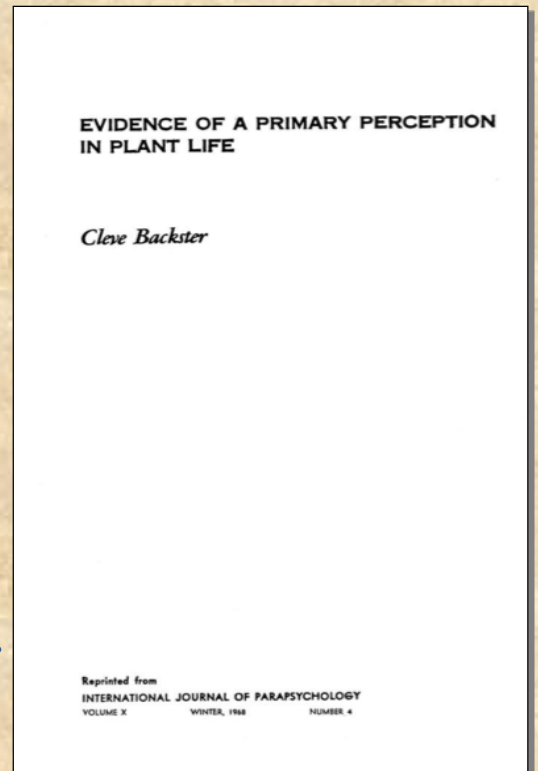 EVIDENCE OF A PRIMARY PERCEPTION
IN PLANT LIFE
Cleve Backster
Reprinted from
INTERNATIONAL JOURNAL OF PARAPSYCHOLOGY
VOLUME X WINTER, 1968 NUMBER 4